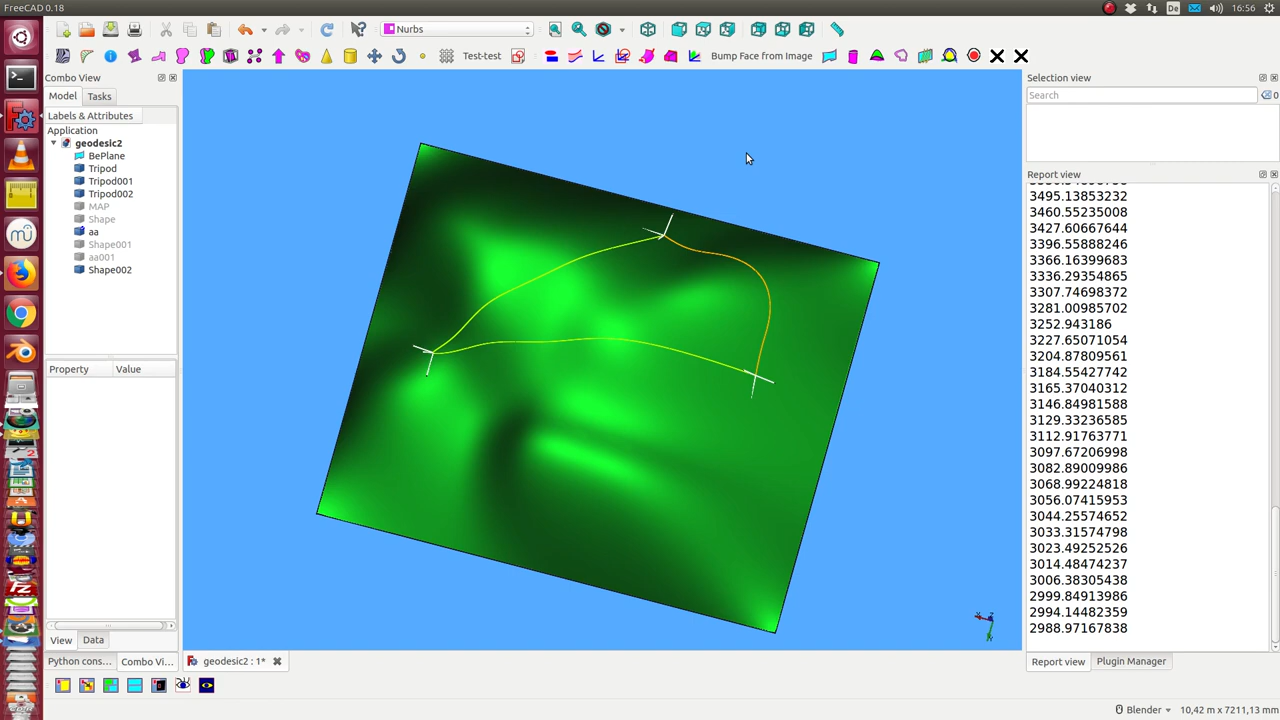 FreeCAD 0.18
De
16:56
Nurbs
Test-test
Bump Face from Image
Combo View
Model
Tasks
Labels & Attributes
Application
geodesic2
BePlane
Tripod
Tripod001
Tripod002
MAP
Shape
aa
Shape001
aa001
Shape002
Property
Value
View
Data
Python cons...
Combo Vi...
geodesic2 : 1*
Selection view
Search
0
Report view
3495.13853232
3460.55235008
3427.60667644
3396.55888246
3366.16399683
3336.29354865
3307.74698372
3281.00985702
3252.943186
3227.65071054
3204.87809561
3184.55427742
3165.37040312
3146.84981588
3129.33236585
3112.91763771
3097.67206998
3082.89009986
3068.99224818
3056.07415953
3044.25574652
3033.31574798
3023.49252526
3014.48474237
3006.38305438
2999.84913986
2994.14482359
2988.97167838
Report view
Plugin Manager
Blender
10,42 m x 7211,13 mm